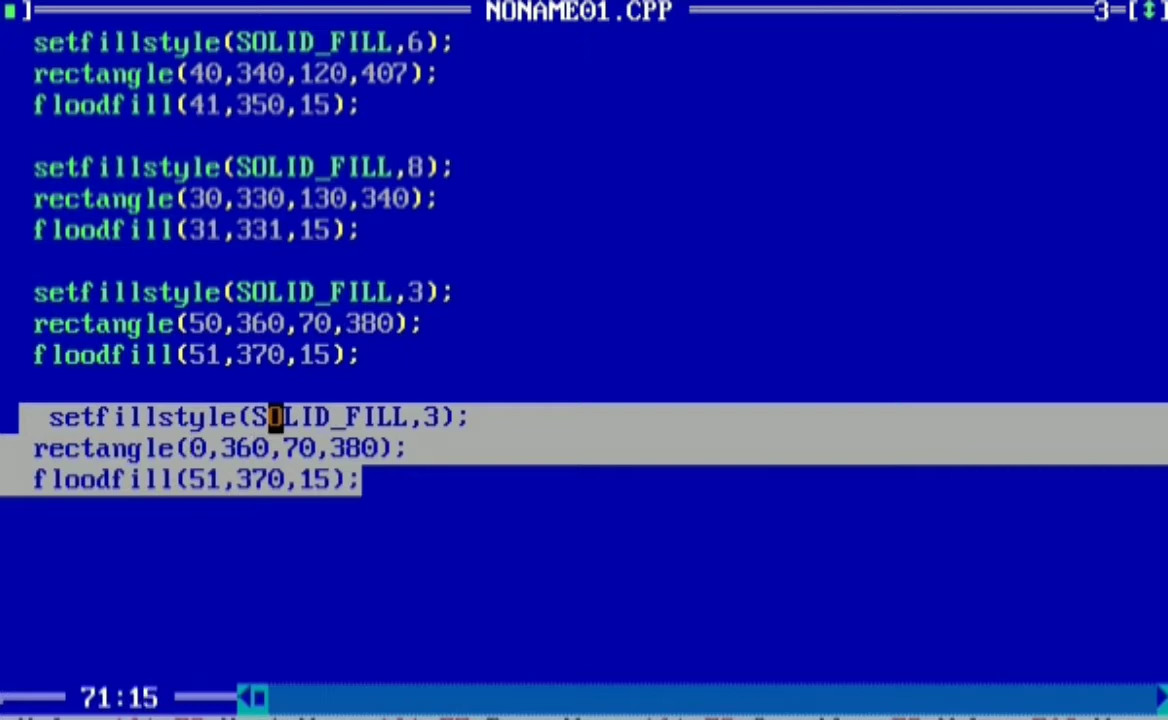 NONAME01.CPP 3
setfillstyle(SOLID_FILL,6);
rectangle(40,340,120,407);
floodfill(41,350,15);
setfillstyle(SOLID_FILL,8);
rectangle(30,330,130,340);
floodfill(31,331,15);
setfillstyle(SOLID_FILL,3);
rectangle(50,360,70,380);
floodfill(51,370,15);
setfillstyle(SOLID_FILL,3);
rectangle(0,360,70,380);
floodfill(51,370,15);
71:15